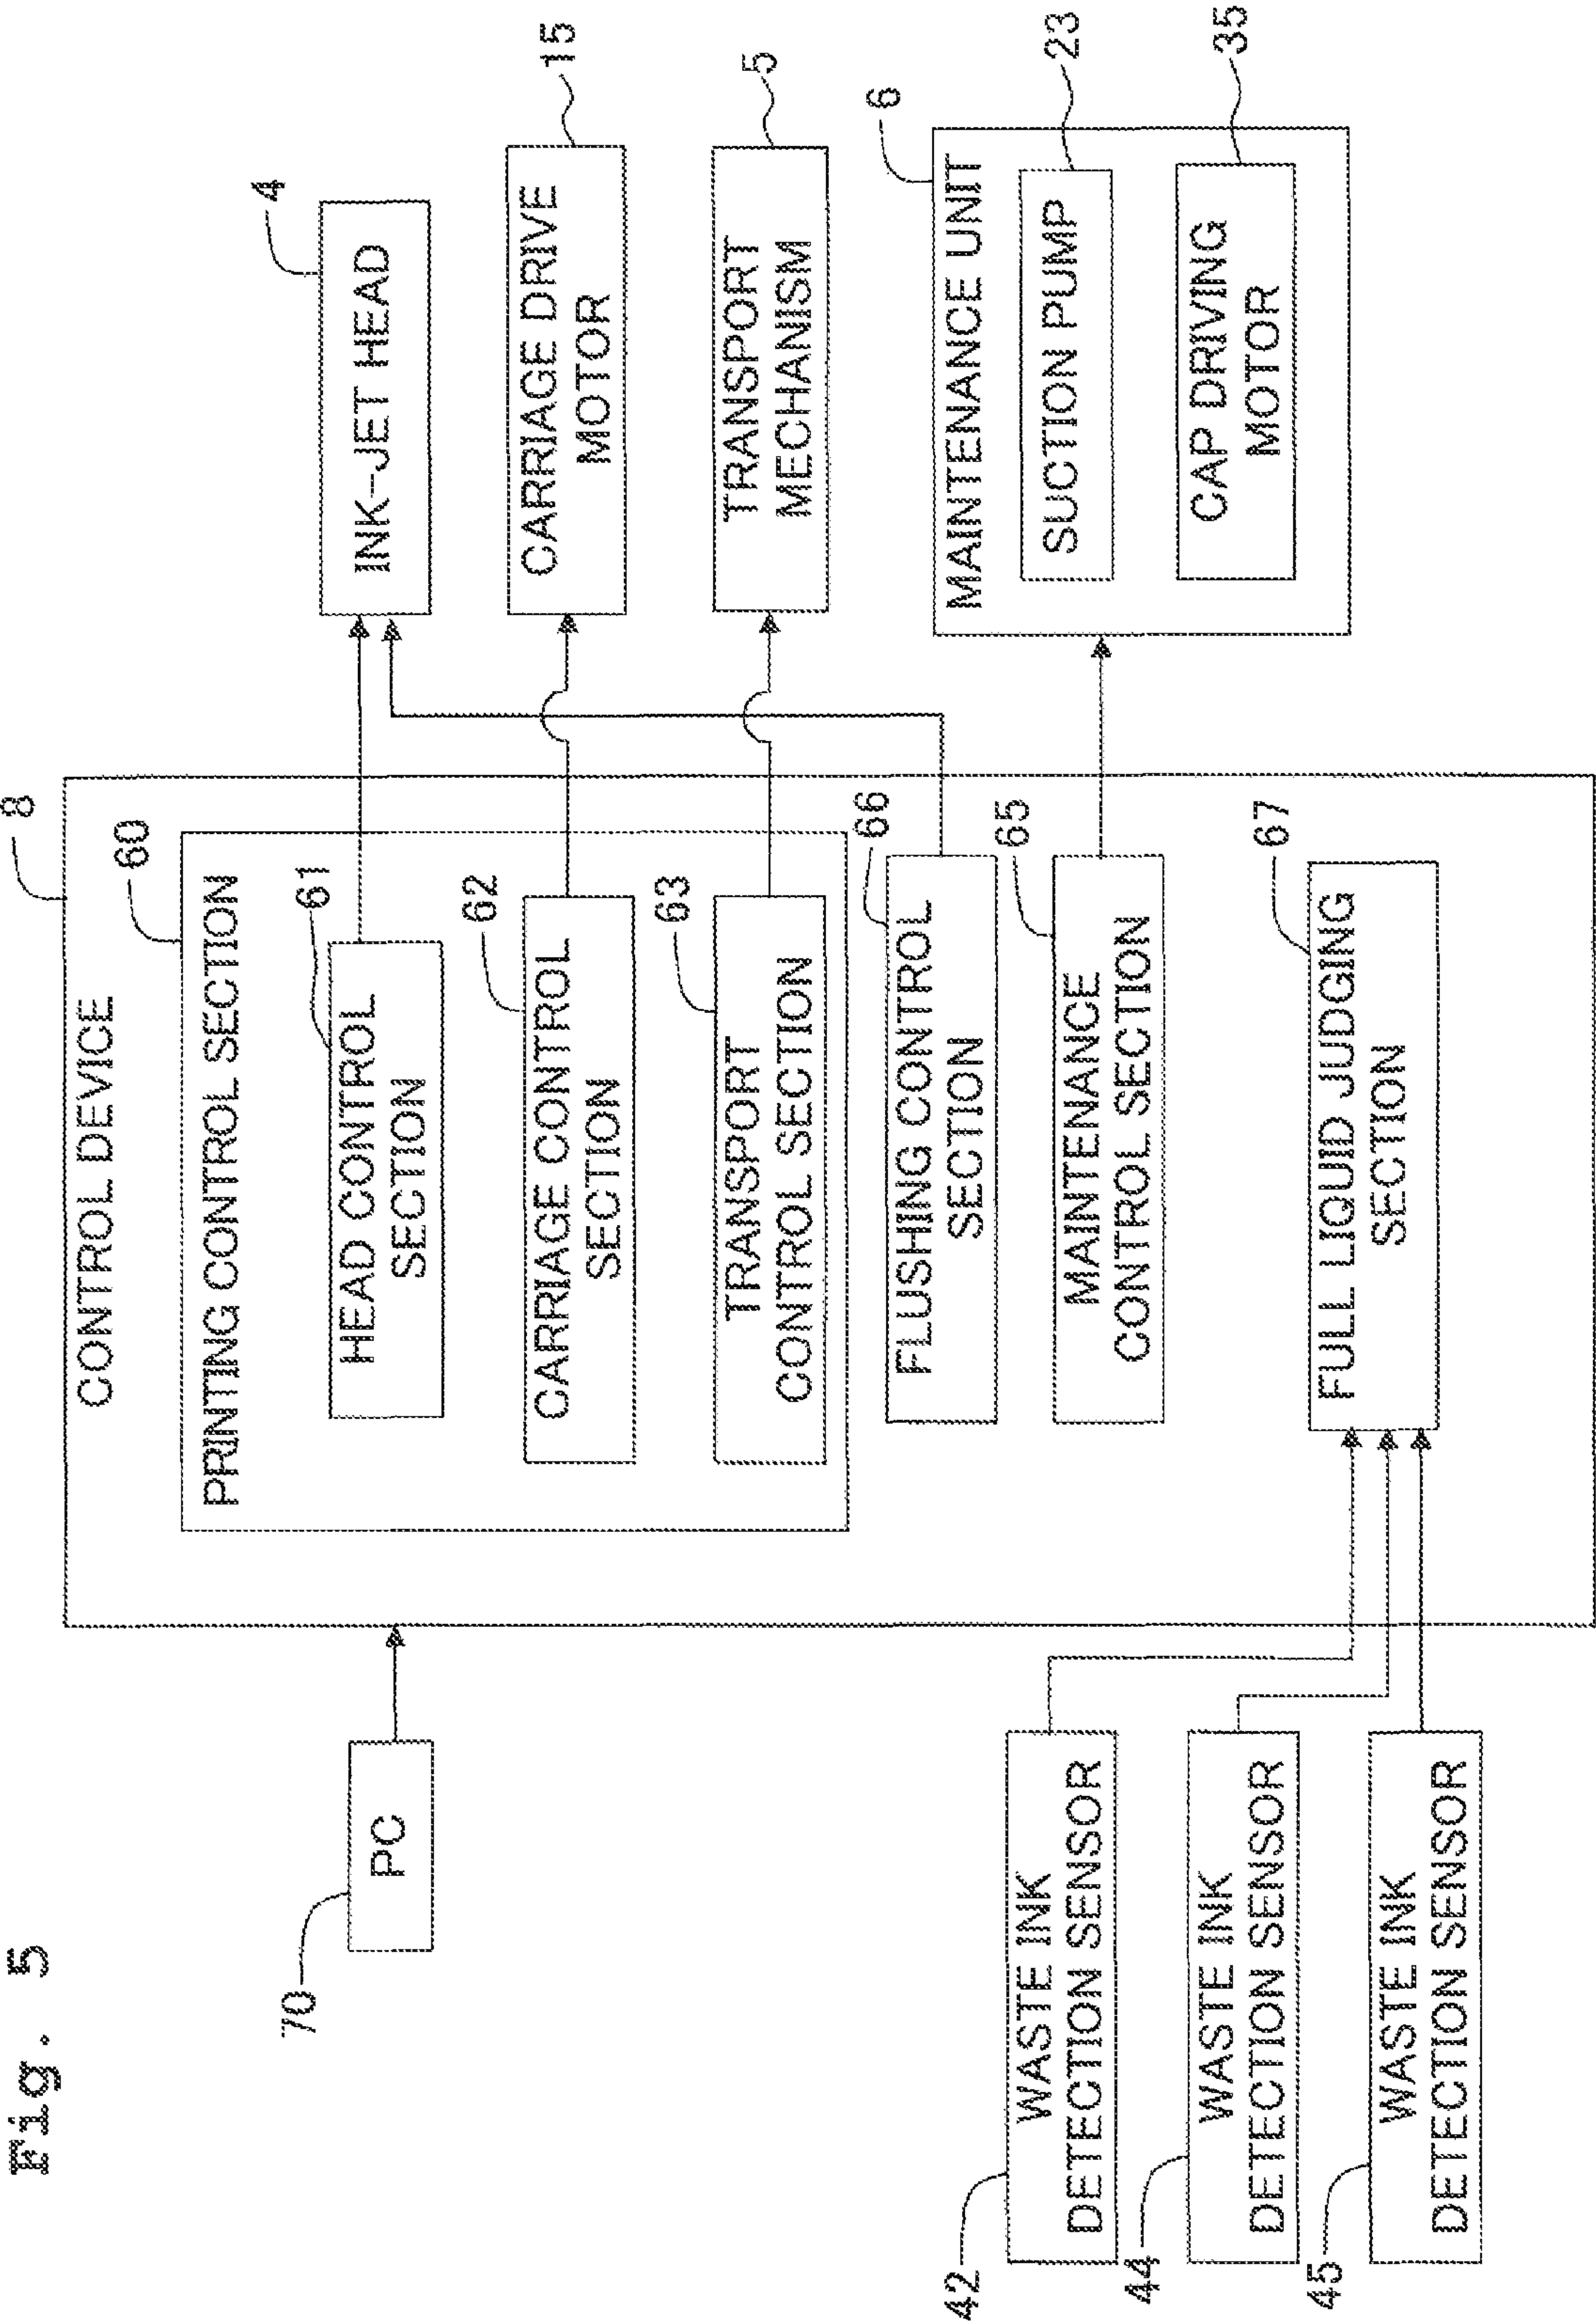 Fig. 5
8
CONTROL DEVICE
60
PRINTING CONTROL SECTION
61
HEAD CONTROL
SECTION
62
CARRIAGE CONTROL
SECTION
63
TRANSPORT
CONTROL SECTION
66
FLUSHING CONTROL
SECTION
65
MAINTENANCE
CONTROL SECTION
67
FULL LIQUID JUDGING
SECTION
70
PC
42
WASTE INK
DETECTION SENSOR
44
WASTE INK
DETECTION SENSOR
45
WASTE INK
DETECTION SENSOR
4
INK-JET HEAD
15
CARRIAGE DRIVE
MOTOR
5
TRANSPORT
MECHANISM
6
MAINTENANCE UNIT
23
SUCTION PUMP
35
CAP DRIVING
MOTOR